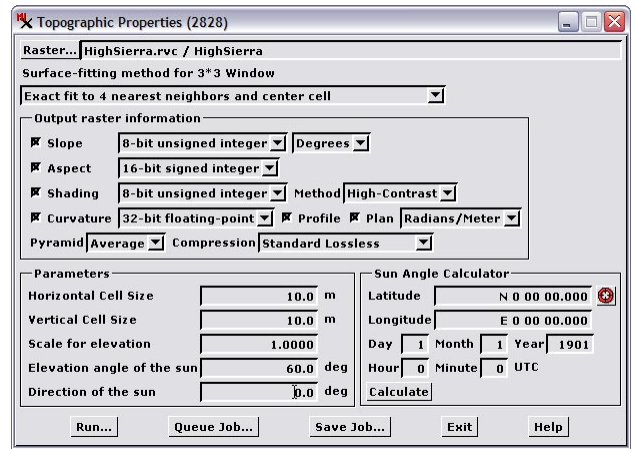 Topographic Properties (2828)
Raster... HighSierra.rvc / HighSierra
Surface-fitting method for 3*3 Window
Exact fit to 4 nearest neighbors and center cell
Output raster information
Slope 8-bit unsigned integer Degrees
Aspect 16-bit signed integer
Shading 8-bit unsigned integer Method High-Contrast
Curvature 32-bit floating-point Profile Plan Radians/Meter
Pyramid Average Compression Standard Lossless
Parameters
Horizontal Cell Size 10.0 m
Vertical Cell Size 10.0 m
Scale for elevation 1.0000
Elevation angle of the sun 60.0 deg
Direction of the sun 0.0 deg
Sun Angle Calculator
Latitude N 0 00 00.000
Longitude E 0 00 00.000
Day 1 Month 1 Year 1901
Hour 0 Minute 0 UTC
Calculate
Run... Queue Job... Save Job... Exit Help